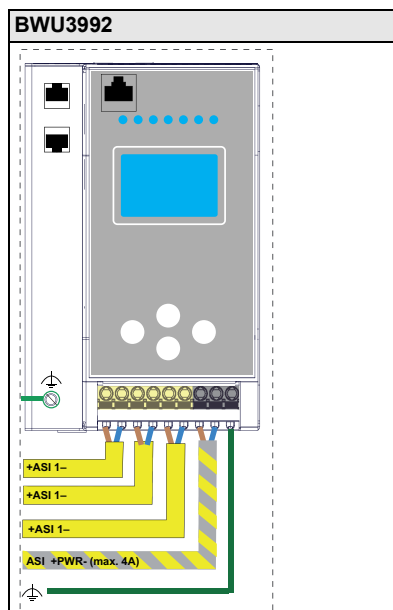 BWU3992
+ASI 1–
+ASI 1–
+ASI 1–
ASI +PWR- (max. 4A)